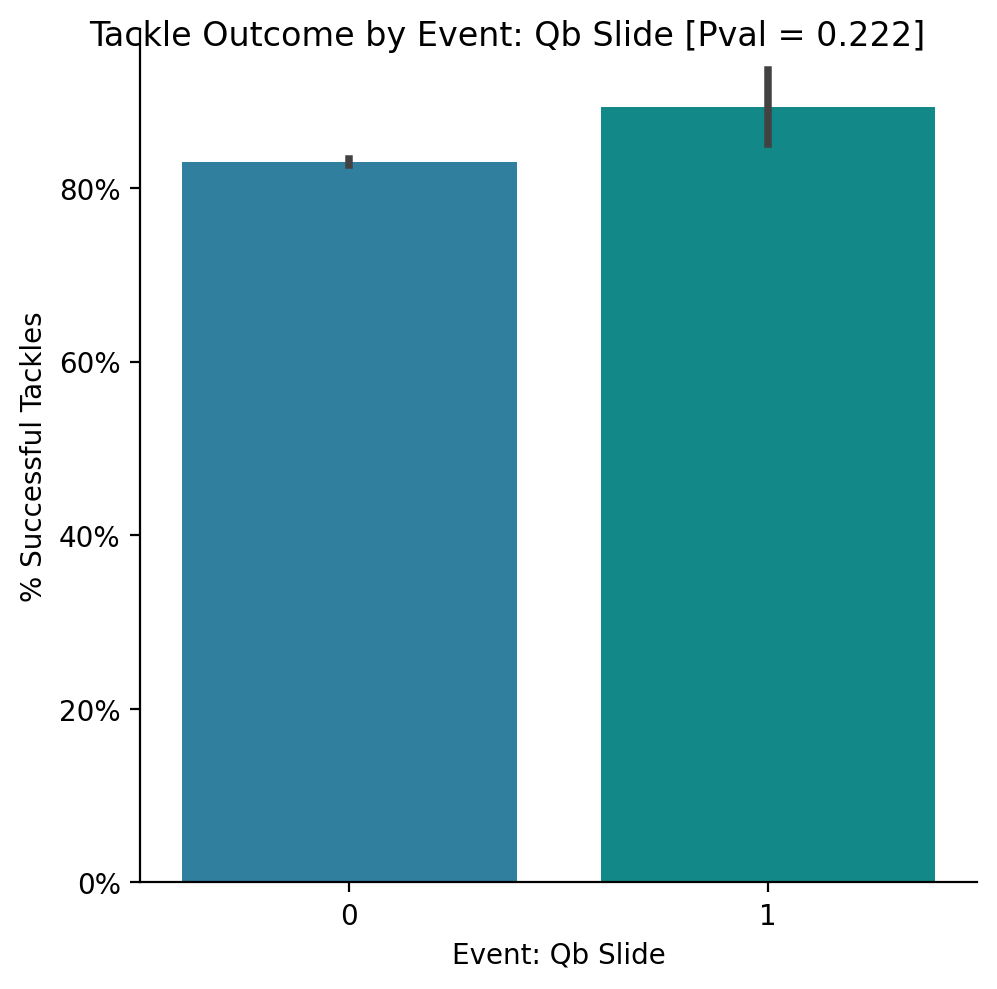 Tackle Outcome by Event: Qb Slide [Pval = 0.222]
% Successful Tackles
80%
60%
40%
20%
0%
0
1
Event: Qb Slide